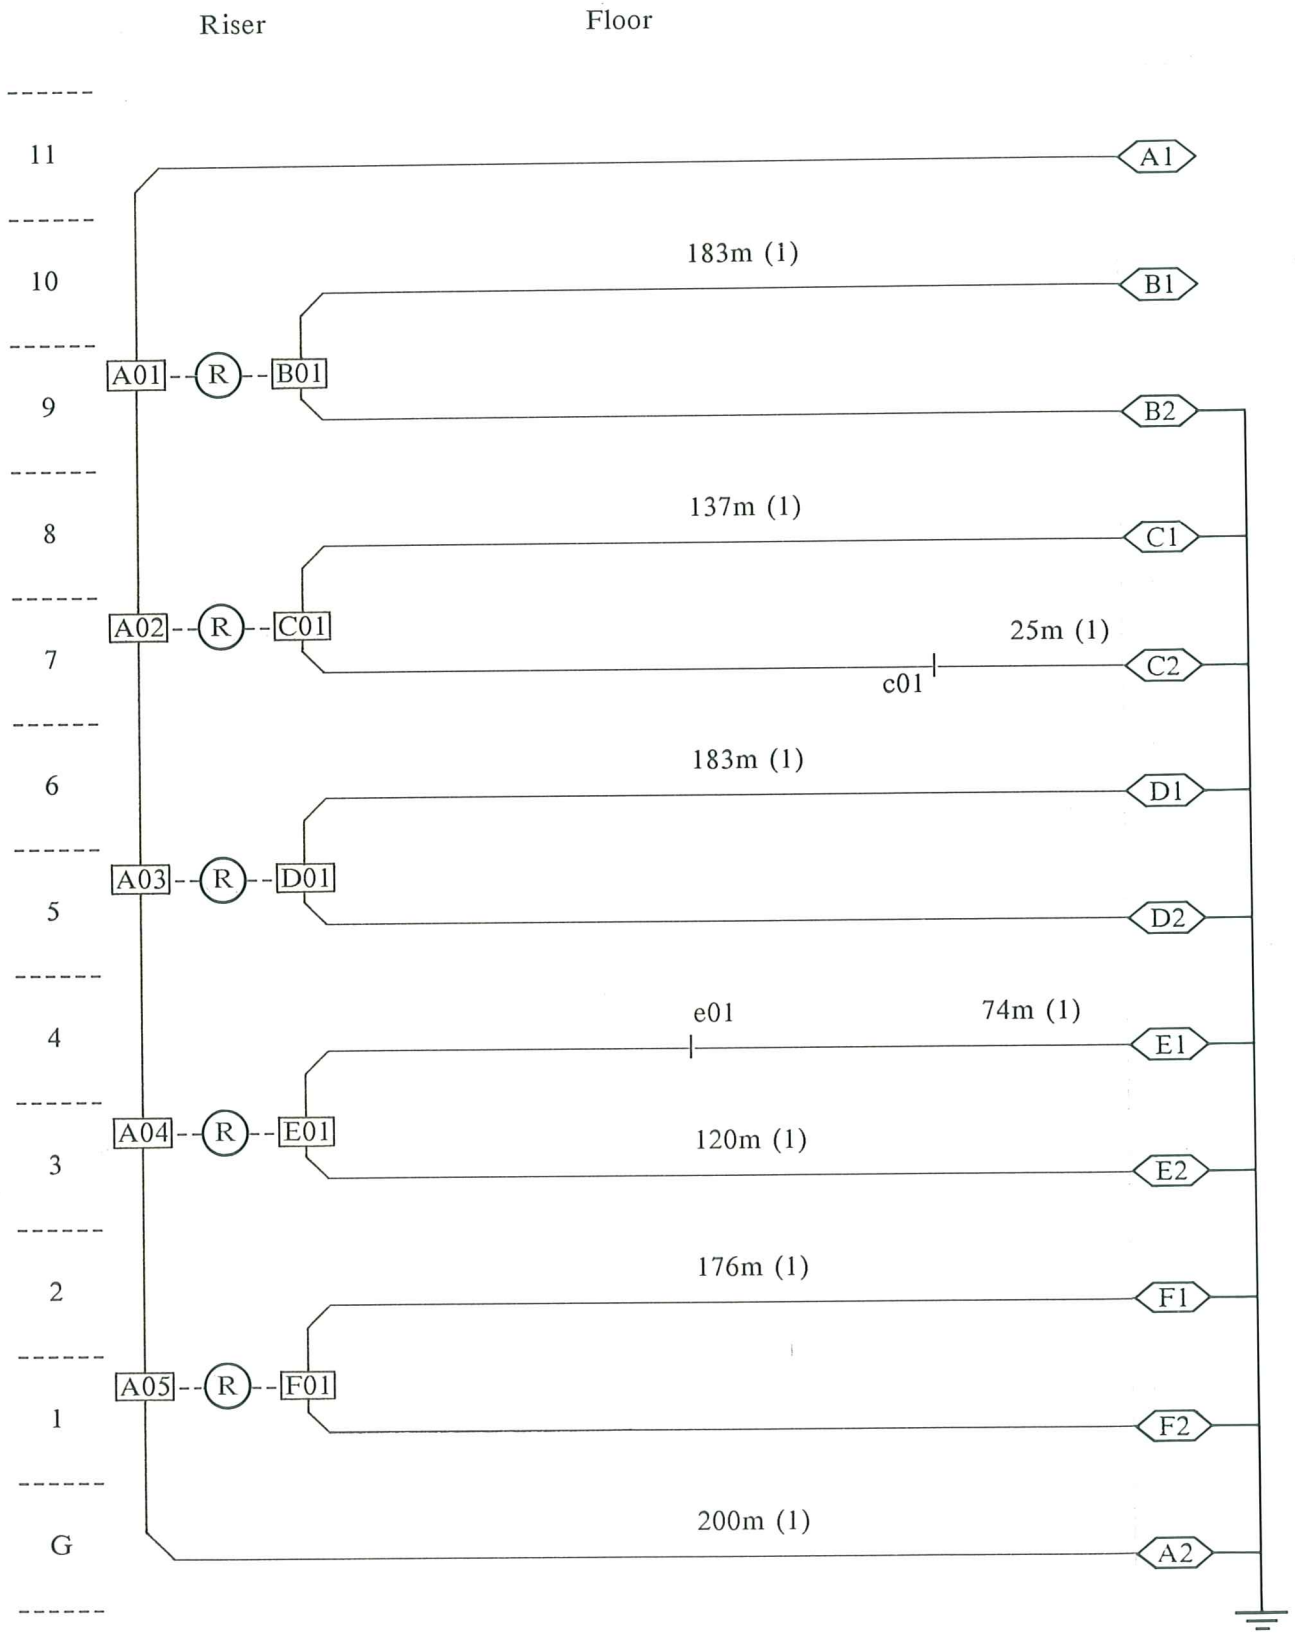 Riser Floor
11 A1
183m (1)
10 B1
A01 R B01
9 B2
137m (1)
8 C1
A02 R C01
25m (1)
7 C2
c01
183m (1)
6 D1
A03 R D01
5 D2
e01 74m (1)
4 E1
A04 R E01
120m (1)
3 E2
176m (1)
2 F1
A05 R F01
1 F2
200m (1)
G A2